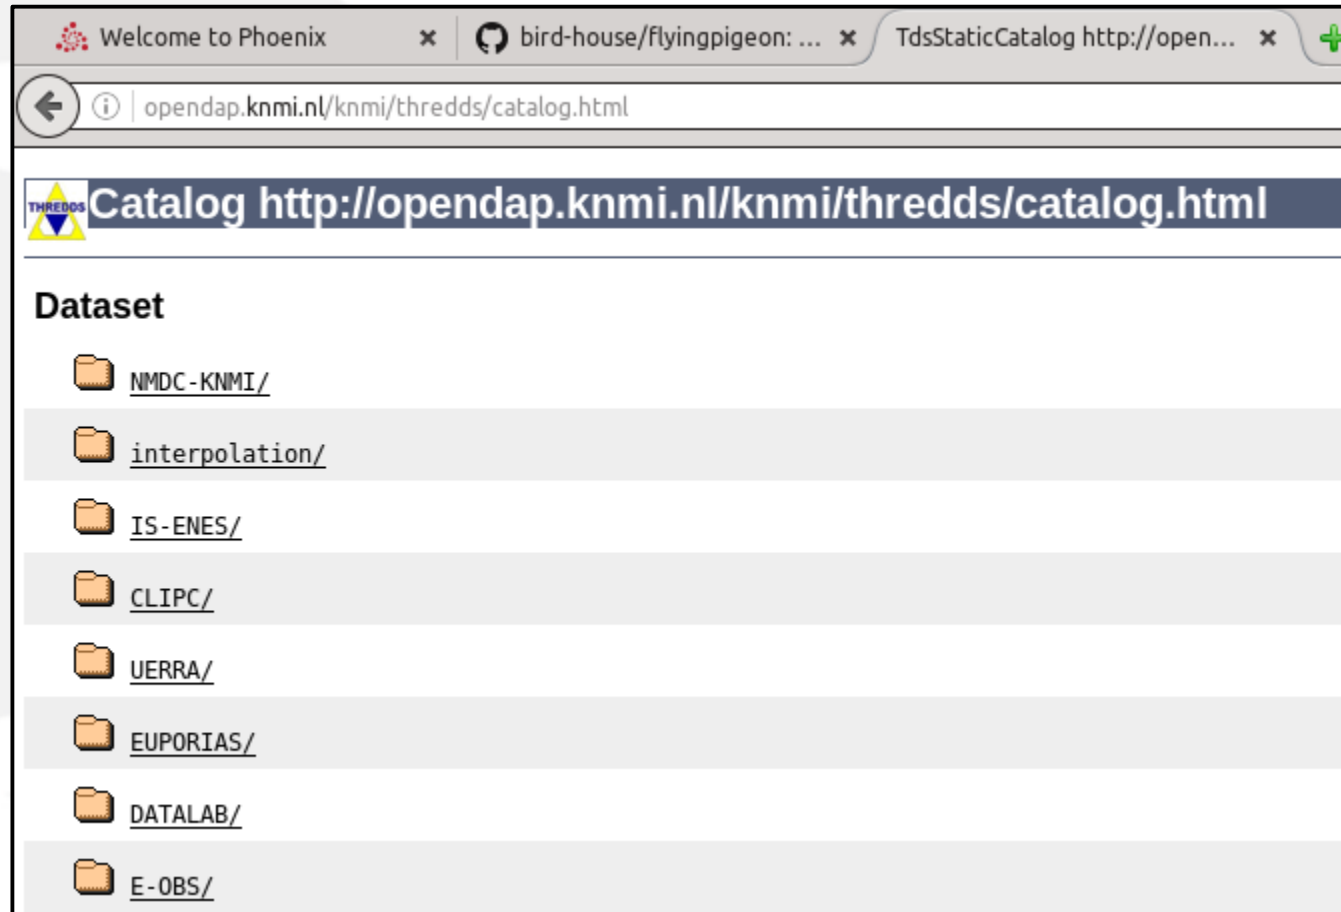 Welcome to Phoenix
bird-house/flyingpigeon: ...
TdsStaticCatalog http://open...
opendap.knmi.nl/knmi/thredds/catalog.html
THREDDS
Catalog http://opendap.knmi.nl/knmi/thredds/catalog.html
Dataset
NMDC-KNMI/
interpolation/
IS-ENES/
CLIPC/
UERRA/
EUPORIAS/
DATALAB/
E-OBS/